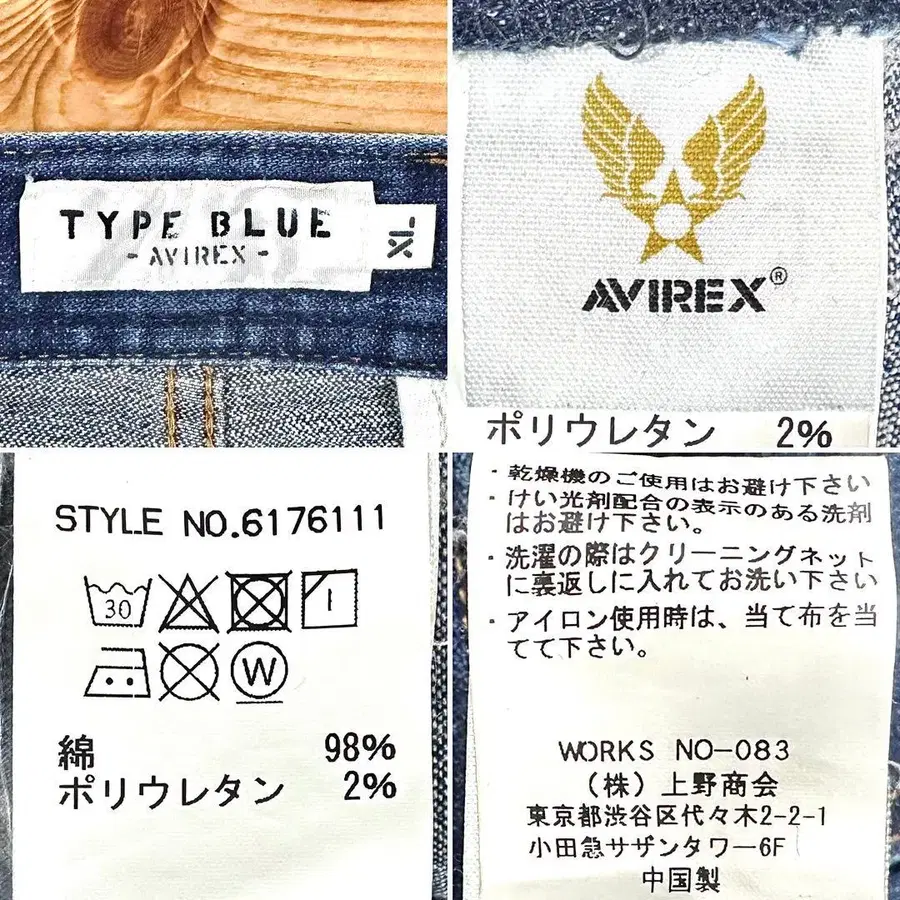 TYPE BLUE
- AVIREX -
XL
AVIREX®
ポリウレタン 2%
STYLE NO.6176111
30
W
綿 98%
ポリウレタン 2%
・乾燥機のご使用はお避け下さい
・けい光剤配合の表示のある洗剤
はお避け下さい。
・洗濯の際はクリーニングネット
に裏返しに入れてお洗い下さい
・アイロン使用時は、当て布を当
てて下さい。
WORKS NO-083
(株)上野商会
東京都渋谷区代々木2-2-1
小田急サザンタワー6F
中国製